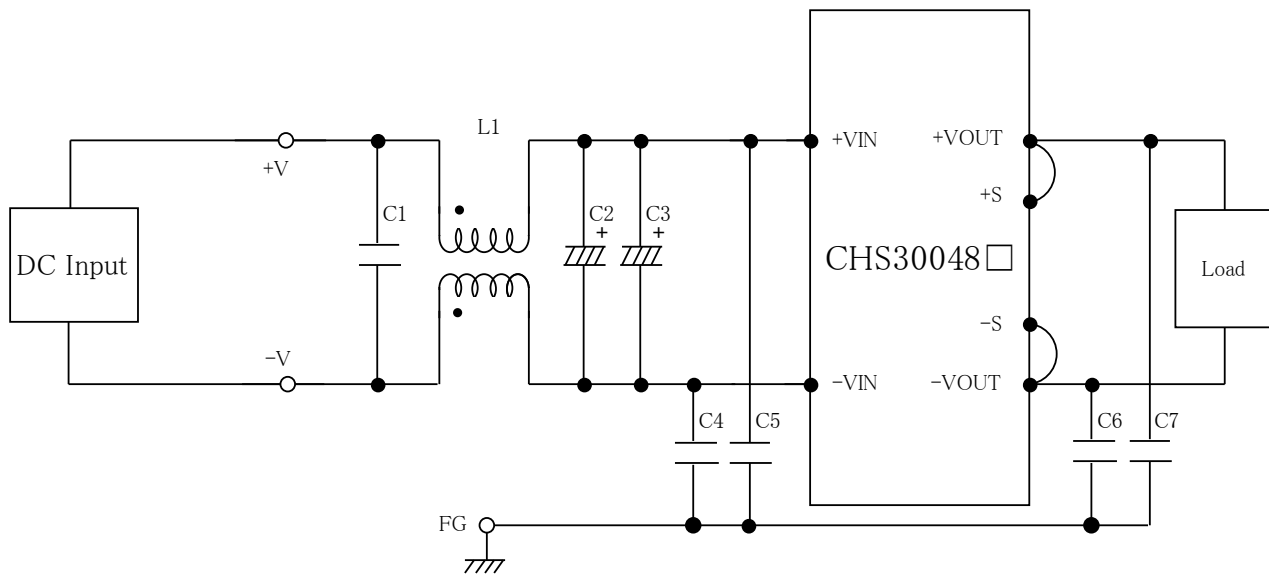 L1
+VIN
+VOUT
+V
+S
C1
C2
C3
+
+
DC Input
CHS30048□
Load
-S
-V
-VIN
-VOUT
C4
C5
C6
C7
FG